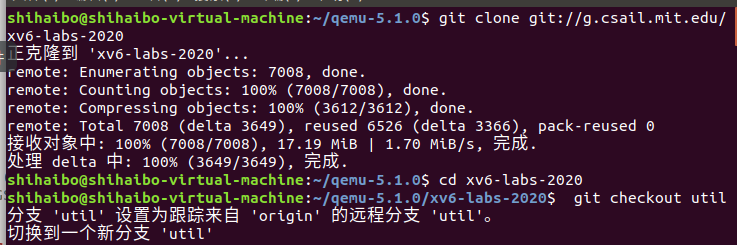 shihaibo@shihaibo-virtual-machine:~/qemu-5.1.0$ git clone git://g.csail.mit.edu/
xv6-labs-2020
正克隆到 'xv6-labs-2020'...
remote: Enumerating objects: 7008, done.
remote: Counting objects: 100% (7008/7008), done.
remote: Compressing objects: 100% (3612/3612), done.
remote: Total 7008 (delta 3649), reused 6526 (delta 3366), pack-reused 0
接收对象中: 100% (7008/7008), 17.19 MiB | 1.70 MiB/s, 完成.
处理 delta 中: 100% (3649/3649), 完成.
shihaibo@shihaibo-virtual-machine:~/qemu-5.1.0$ cd xv6-labs-2020
shihaibo@shihaibo-virtual-machine:~/qemu-5.1.0/xv6-labs-2020$  git checkout util
分支 'util' 设置为跟踪来自 'origin' 的远程分支 'util'。
切换到一个新分支 'util'